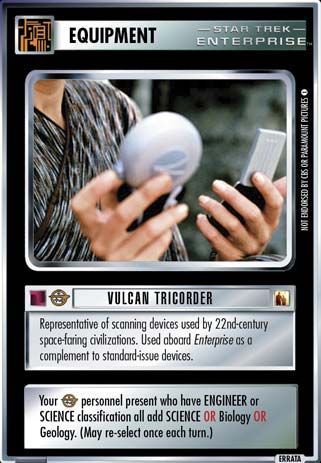 EQUIPMENT
STAR TREK
ENTERPRISE™
NOT ENDORSED BY CBS OR PARAMOUNT PICTURES
VULCAN TRICORDER
Representative of scanning devices used by 22nd-century
space-faring civilizations. Used aboard Enterprise as a
complement to standard-issue devices.
Your personnel present who have ENGINEER or
SCIENCE classification all add SCIENCE OR Biology OR
Geology. (May re-select once each turn.)
ERRATA